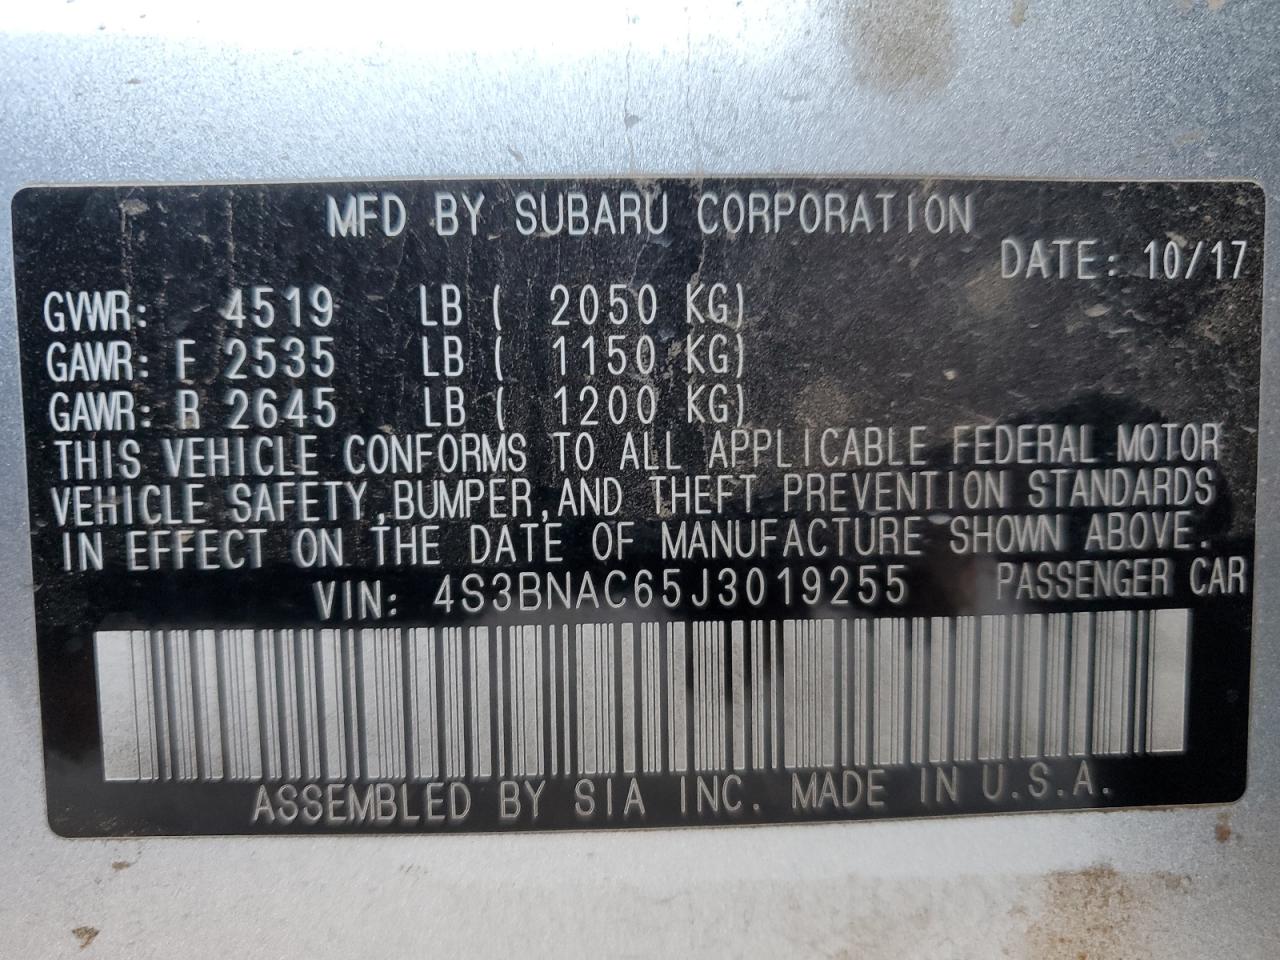 MFD BY SUBARU CORPORATION
DATE: 10/17
GVWR: 4519 LB ( 2050 KG)
GAWR: F 2535 LB ( 1150 KG)
GAWR: R 2645 LB ( 1200 KG)
THIS VEHICLE CONFORMS TO ALL APPLICABLE FEDERAL MOTOR
VEHICLE SAFETY,BUMPER,AND THEFT PREVENTION STANDARDS
IN EFFECT ON THE DATE OF MANUFACTURE SHOWN ABOVE.
VIN: 4S3BNAC65J3019255 PASSENGER CAR
ASSEMBLED BY SIA INC. MADE IN U.S.A.